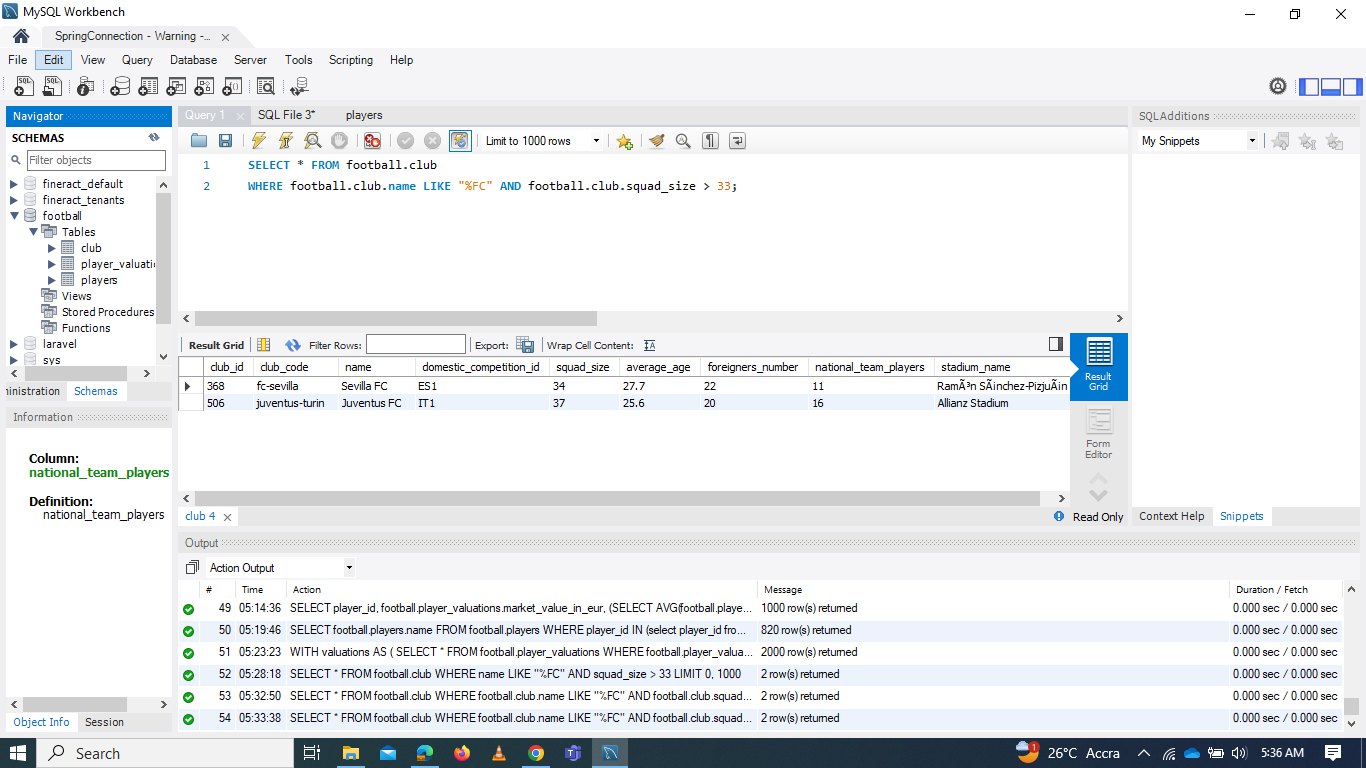 MySQL Workbench
SpringConnection - Warning -...
File Edit View Query Database Server Tools Scripting Help
Navigator
SCHEMAS
Filter objects
fineract_default
fineract_tenants
football
Tables
club
player_valuati
players
Views
Stored Procedures
Functions
laravel
sys
ministration Schemas
Information
Column:
national_team_players
Definition:
national_team_players
Object Info Session
Query 1 SQL File 3* players
Limit to 1000 rows
1 SELECT * FROM football.club
2 WHERE football.club.name LIKE "%FC" AND football.club.squad_size > 33;
Result Grid Filter Rows: Export: Wrap Cell Content:
club_id club_code name domestic_competition_id squad_size average_age foreigners_number national_team_players stadium_name
368 fc-sevilla Sevilla FC ES1 34 27.7 22 11 RamÃ³n SÃinchez-PizjuÃin
506 juventus-turin Juventus FC IT1 37 25.6 20 16 Allianz Stadium
Result
Grid
Form
Editor
club 4
Read Only
SQLAdditions
My Snippets
Context Help Snippets
Output
Action Output
# Time Action Message Duration / Fetch
49 05:14:36 SELECT player_id, football.player_valuations.market_value_in_eur, (SELECT AVG(football.playe... 1000 row(s) returned 0.000 sec / 0.000 sec
50 05:19:46 SELECT football.players.name FROM football.players WHERE player_id IN (select player_id fro... 820 row(s) returned 0.000 sec / 0.000 sec
51 05:23:23 WITH valuations AS ( SELECT * FROM football.player_valuations WHERE football.player_valua... 2000 row(s) returned 0.000 sec / 0.000 sec
52 05:28:18 SELECT * FROM football.club WHERE name LIKE "%FC" AND squad_size > 33 LIMIT 0, 1000 2 row(s) returned 0.000 sec / 0.000 sec
53 05:32:50 SELECT * FROM football.club WHERE football.club.name LIKE "%FC" AND football.club.squad... 2 row(s) returned 0.000 sec / 0.000 sec
54 05:33:38 SELECT * FROM football.club WHERE football.club.name LIKE "%FC" AND football.club.squad... 2 row(s) returned 0.000 sec / 0.000 sec
Search
1
26°C Accra
5:36 AM